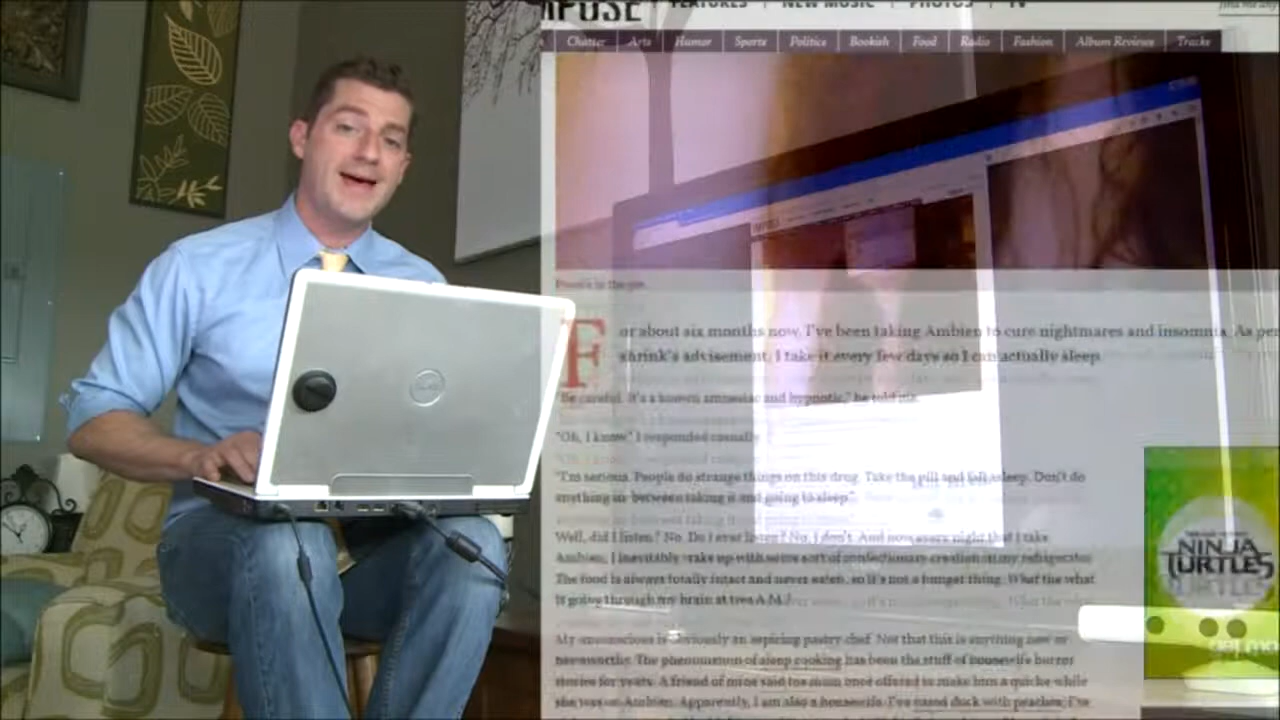 FEATURES | NEW MUSIC | PHOTOS | TV
Chatter Arts Humor Sports Politics Bookish Food Radio Fashion Album Reviews Tracks
For about six months now, I've been taking Ambien to cure nightmares and insomnia. As per
shrink's advisement, I take it every few days so I can actually sleep.
"Be careful. It's a known amnesiac and hypnotic," he told me.
"Oh, I know," I responded casually.
"I'm serious. People do strange things on this drug. Take the pill and fall asleep. Don't do
anything in-between taking it and going to sleep".
Well, did I listen? No. Do I ever listen? No, I don't. And now every night that I take
Ambien, I inevitably wake up with some sort of confectionary creation in my refrigerator.
The food is always totally intact and never eaten, so it's not a hunger thing. What the what
is going through my brain at tres A.M.?
My unconscious is obviously an aspiring pastry chef. Not that this is anything new or
newsworthy. The phenomenon of sleep cooking has been the stuff of housewife horror
stories for years. A friend of mine said his mom once offered to make him a quiche while
she was on Ambien. Apparently, I am also a housewife. I've named duck with peaches, I've
NINJA
TURTLES
DELL